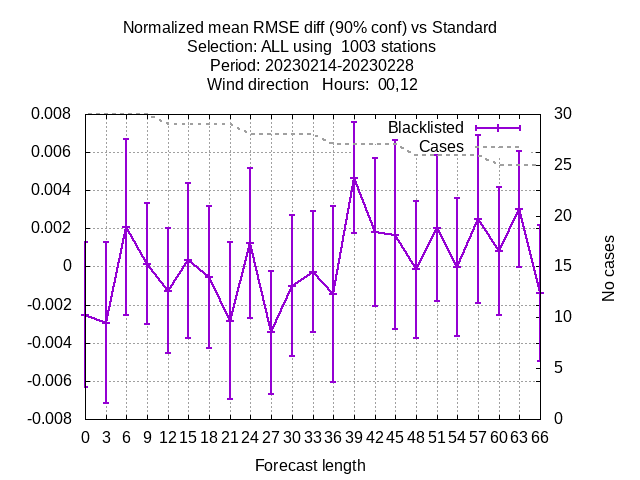 Normalized mean RMSE diff (90% conf) vs Standard
Selection: ALL using  1003 stations
Period: 20230214-20230228
Wind direction   Hours:  00,12
0.008
0.006
0.004
0.002
0
-0.002
-0.004
-0.006
-0.008
Blacklisted
Cases
30
25
20
15
10
5
0
No cases
0 3 6 9 12 15 18 21 24 27 30 33 36 39 42 45 48 51 54 57 60 63 66
Forecast length